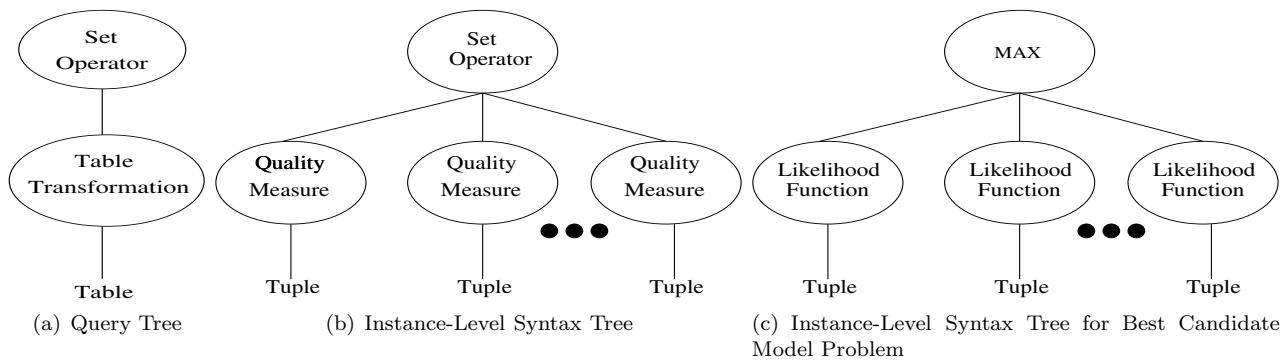 Set
Operator
Table
Transformation
Table
(a) Query Tree
Set
Operator
Quality
Measure
Quality
Measure
Quality
Measure
Tuple
Tuple
Tuple
(b) Instance-Level Syntax Tree
MAX
Likelihood
Function
Likelihood
Function
Likelihood
Function
Tuple
Tuple
Tuple
(c) Instance-Level Syntax Tree for Best Candidate
Model Problem